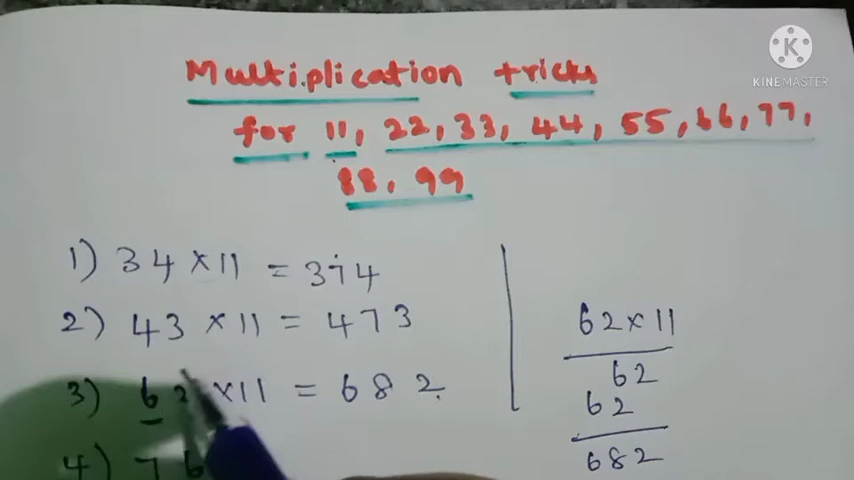 Multiplication tricks
for 11, 22, 33, 44, 55, 66, 77,
88, 99
1) 34 × 11 = 374
2) 43 × 11 = 473
3) 62 × 11 = 682
4) 76
62 × 11
62
62
682
KINEMASTER